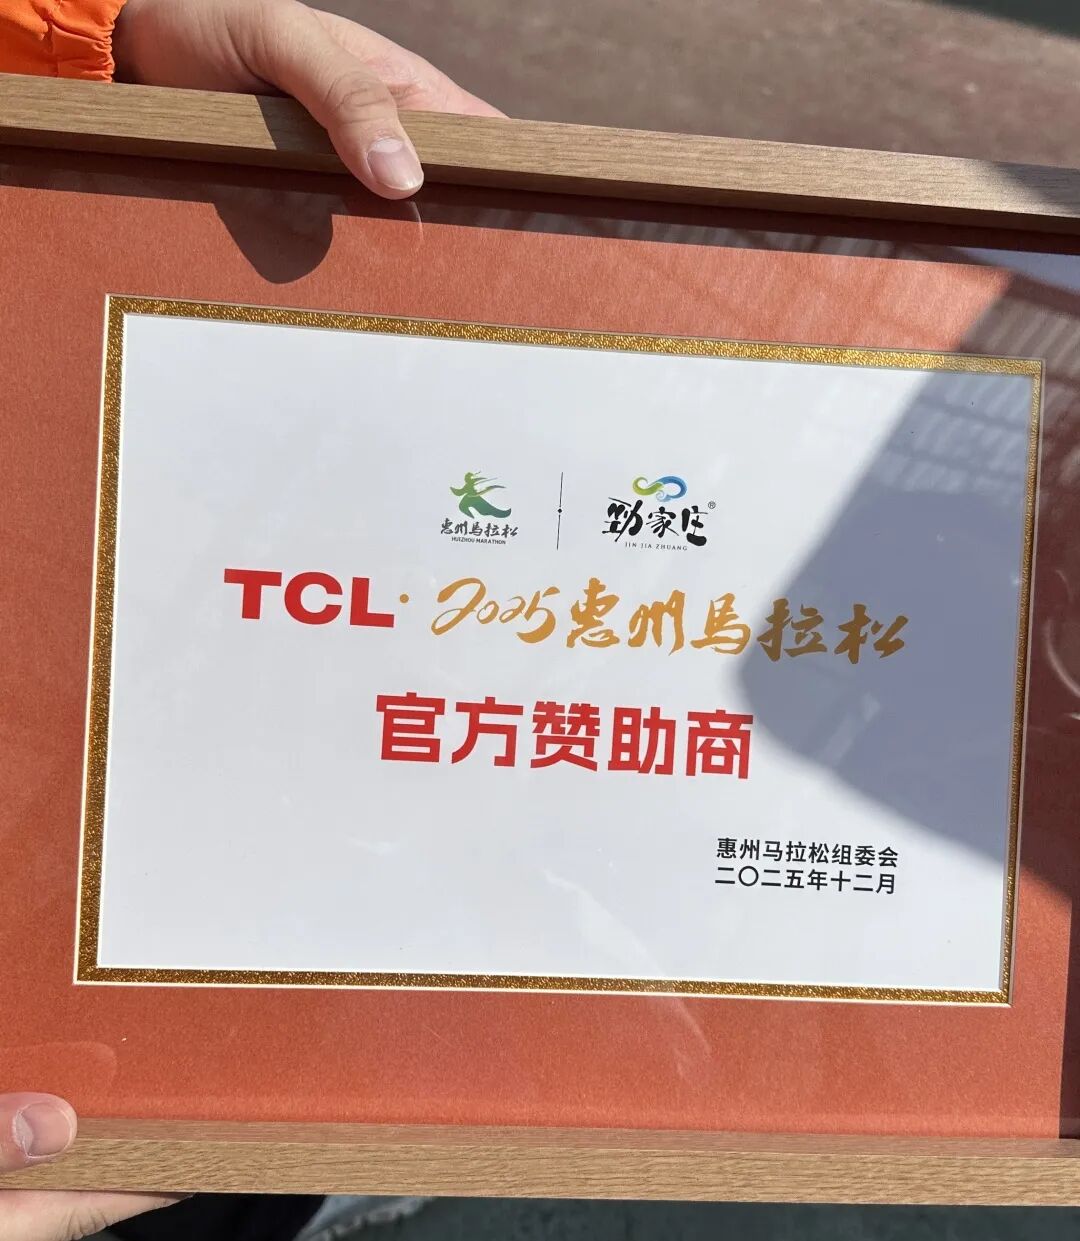 惠州马拉松
HUIZHOU MARATHON
劲家庄®
JIN JIA ZHUANG
TCL·2025惠州马拉松
官方赞助商
惠州马拉松组委会
二〇二五年十二月